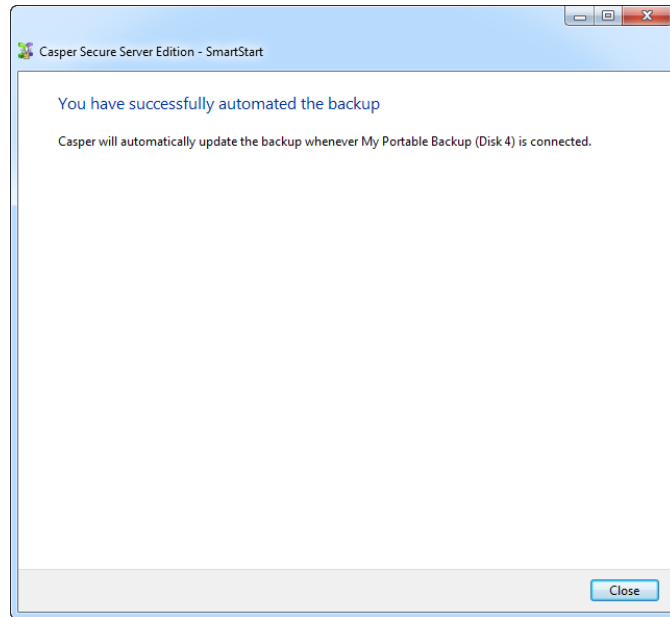 Casper Secure Server Edition - SmartStart
You have successfully automated the backup
Casper will automatically update the backup whenever My Portable Backup (Disk 4) is connected.
Close